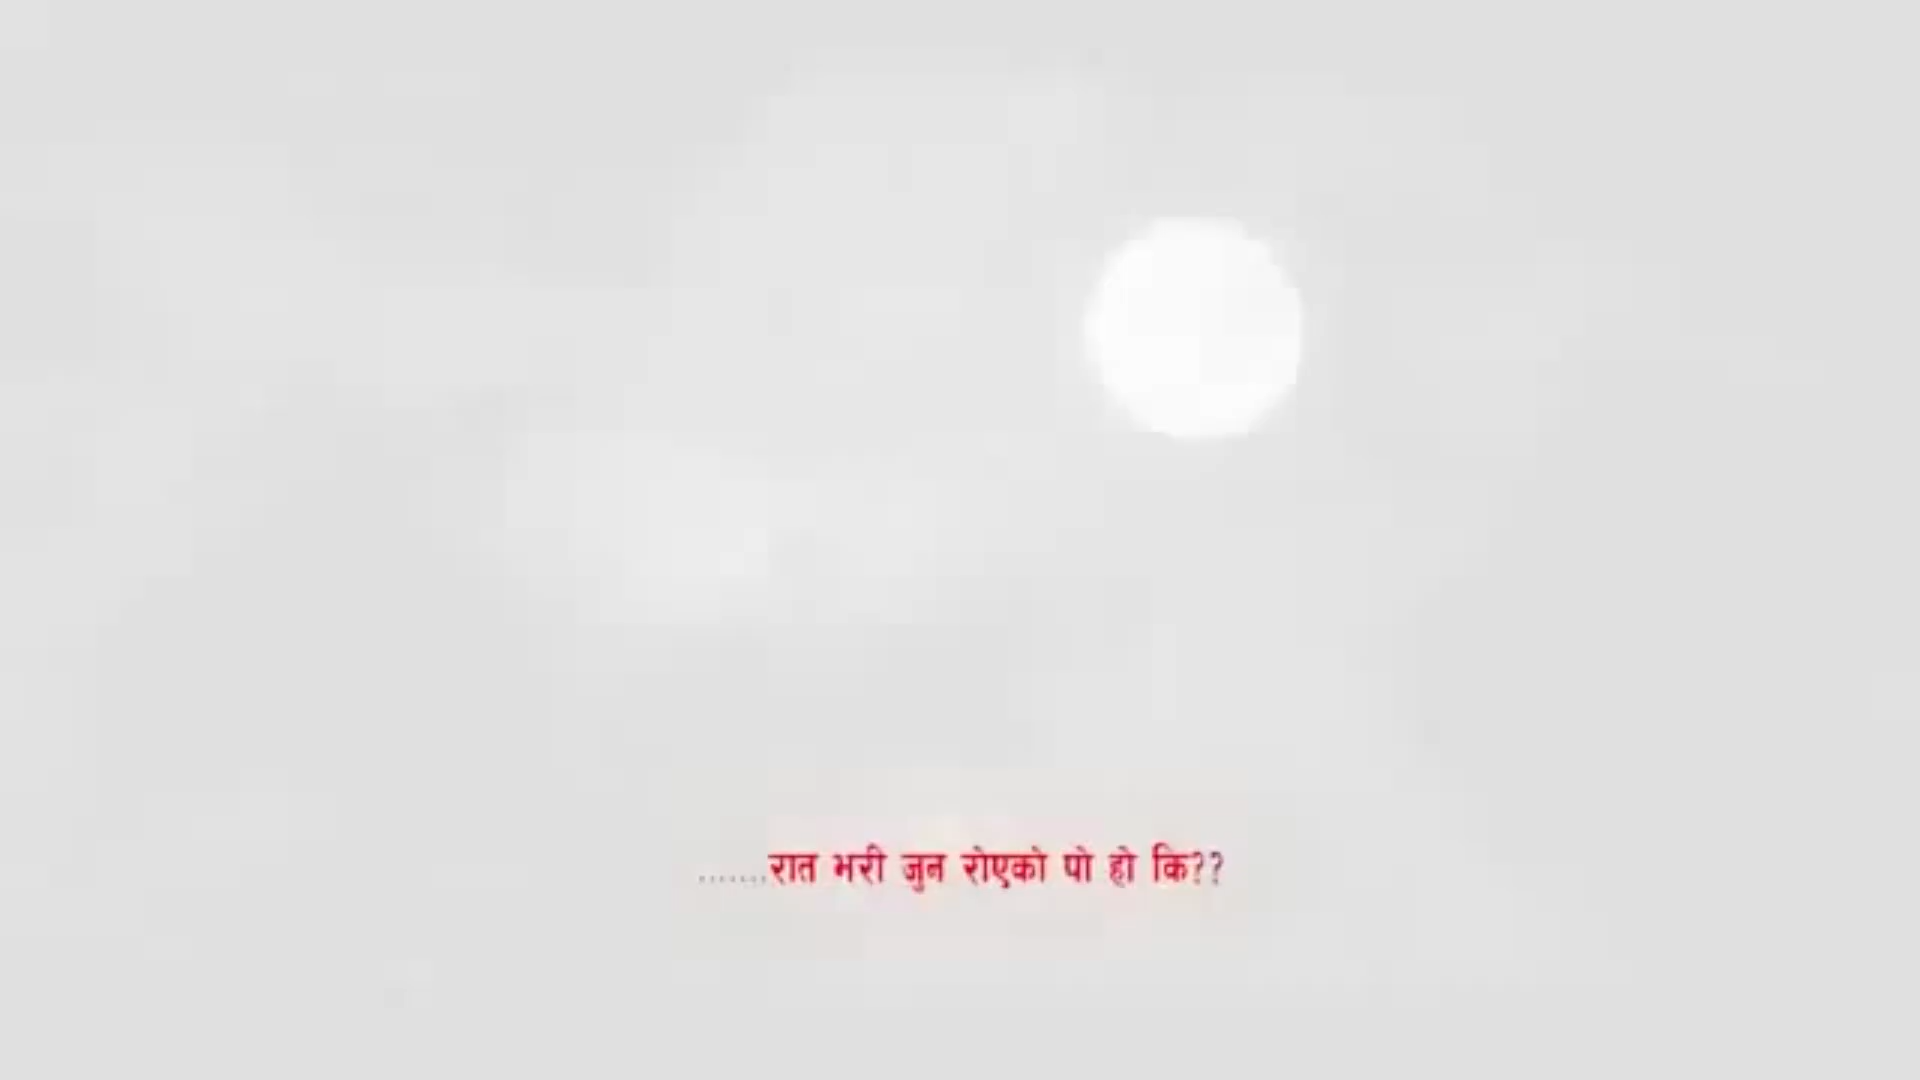 .......रात भरी जुन रोएको पो हो कि??